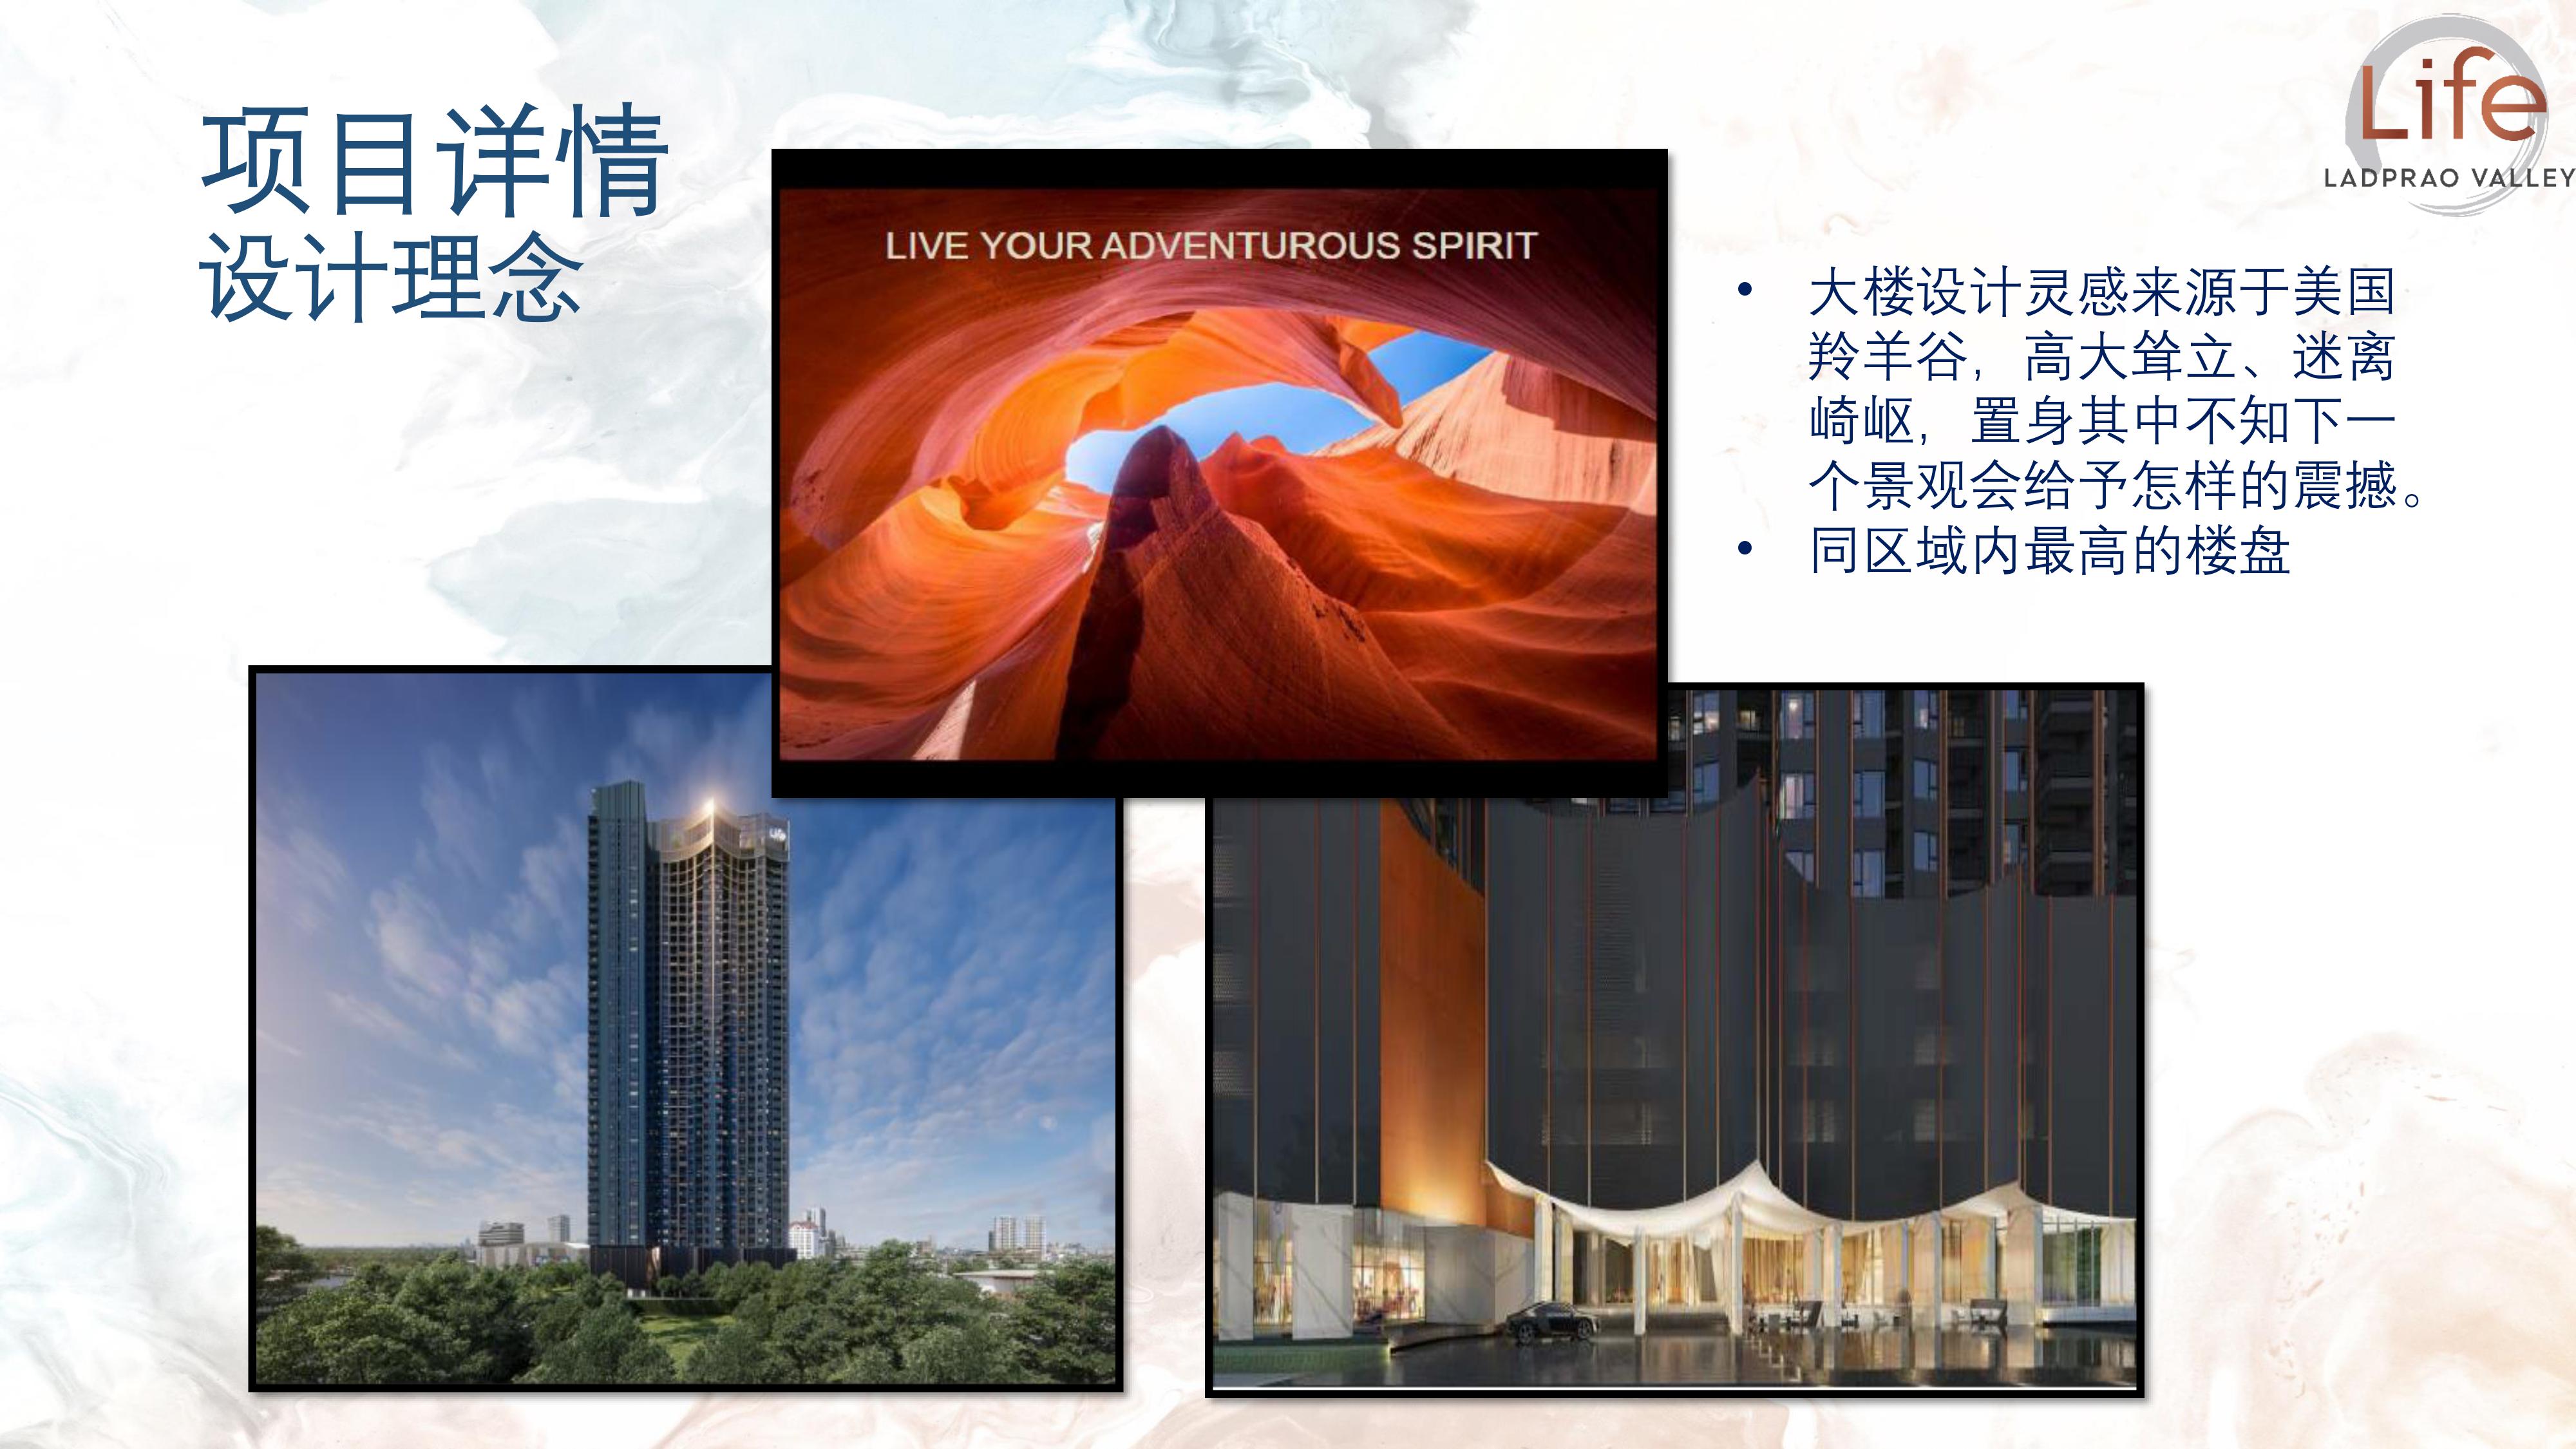 项目详情
设计理念
Life
LADPRAO VALLEY
LIVE YOUR ADVENTUROUS SPIRIT
大楼设计灵感来源于美国
羚羊谷，高大耸立、迷离
崎岖，置身其中不知下一
个景观会给予怎样的震撼。
同区域内最高的楼盘
Life